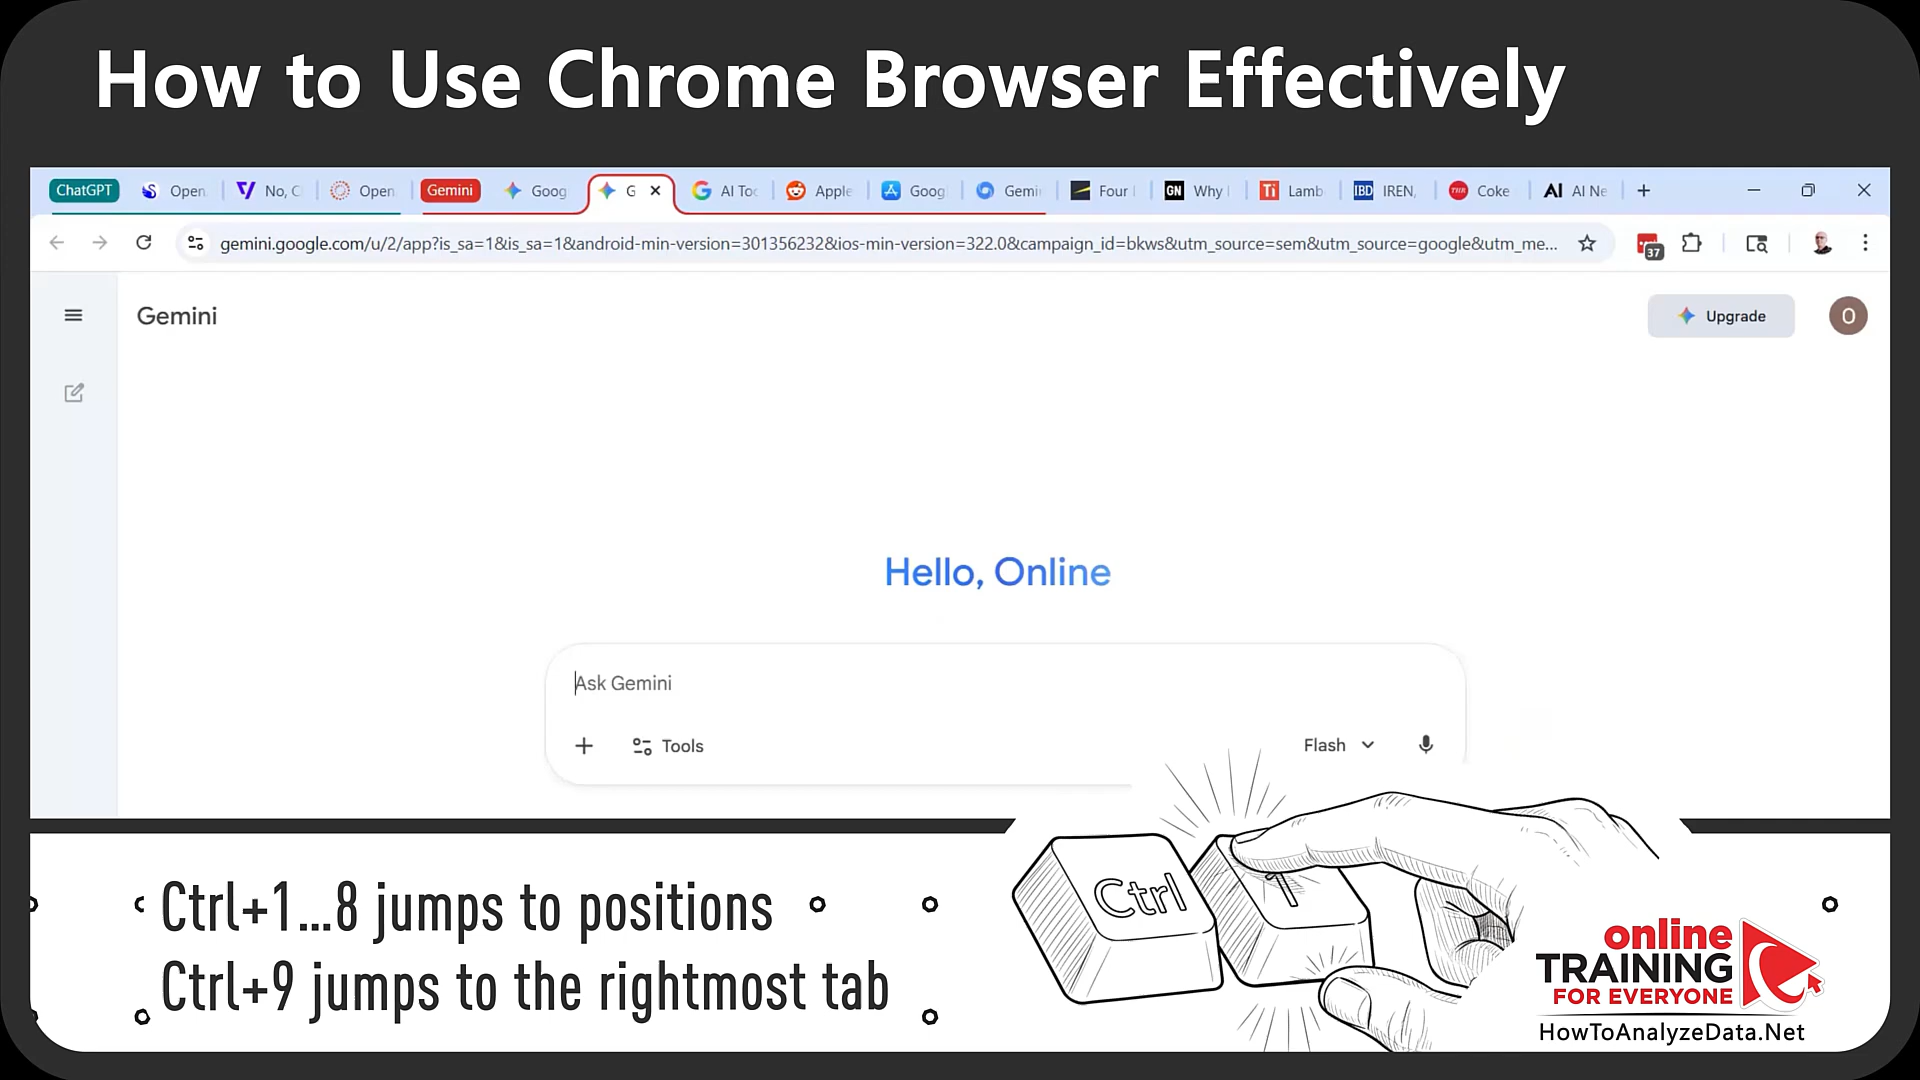 How to Use Chrome Browser Effectively
ChatGPT Open No, C Open Gemini Goog G AI Toc Apple Goog Gemi Four GN Why Ti Lamb IBD IREN, THR Coke AI AI Ne
gemini.google.com/u/2/app?is_sa=1&is_sa=1&android-min-version=301356232&ios-min-version=322.0&campaign_id=bkws&utm_source=sem&utm_source=google&utm_me...
37
Gemini
Upgrade
O
Hello, Online
Ask Gemini
Tools
Flash
Ctrl+1...8 jumps to positions
Ctrl+9 jumps to the rightmost tab
Ctrl
online
TRAINING
FOR EVERYONE
HowToAnalyzeData.Net